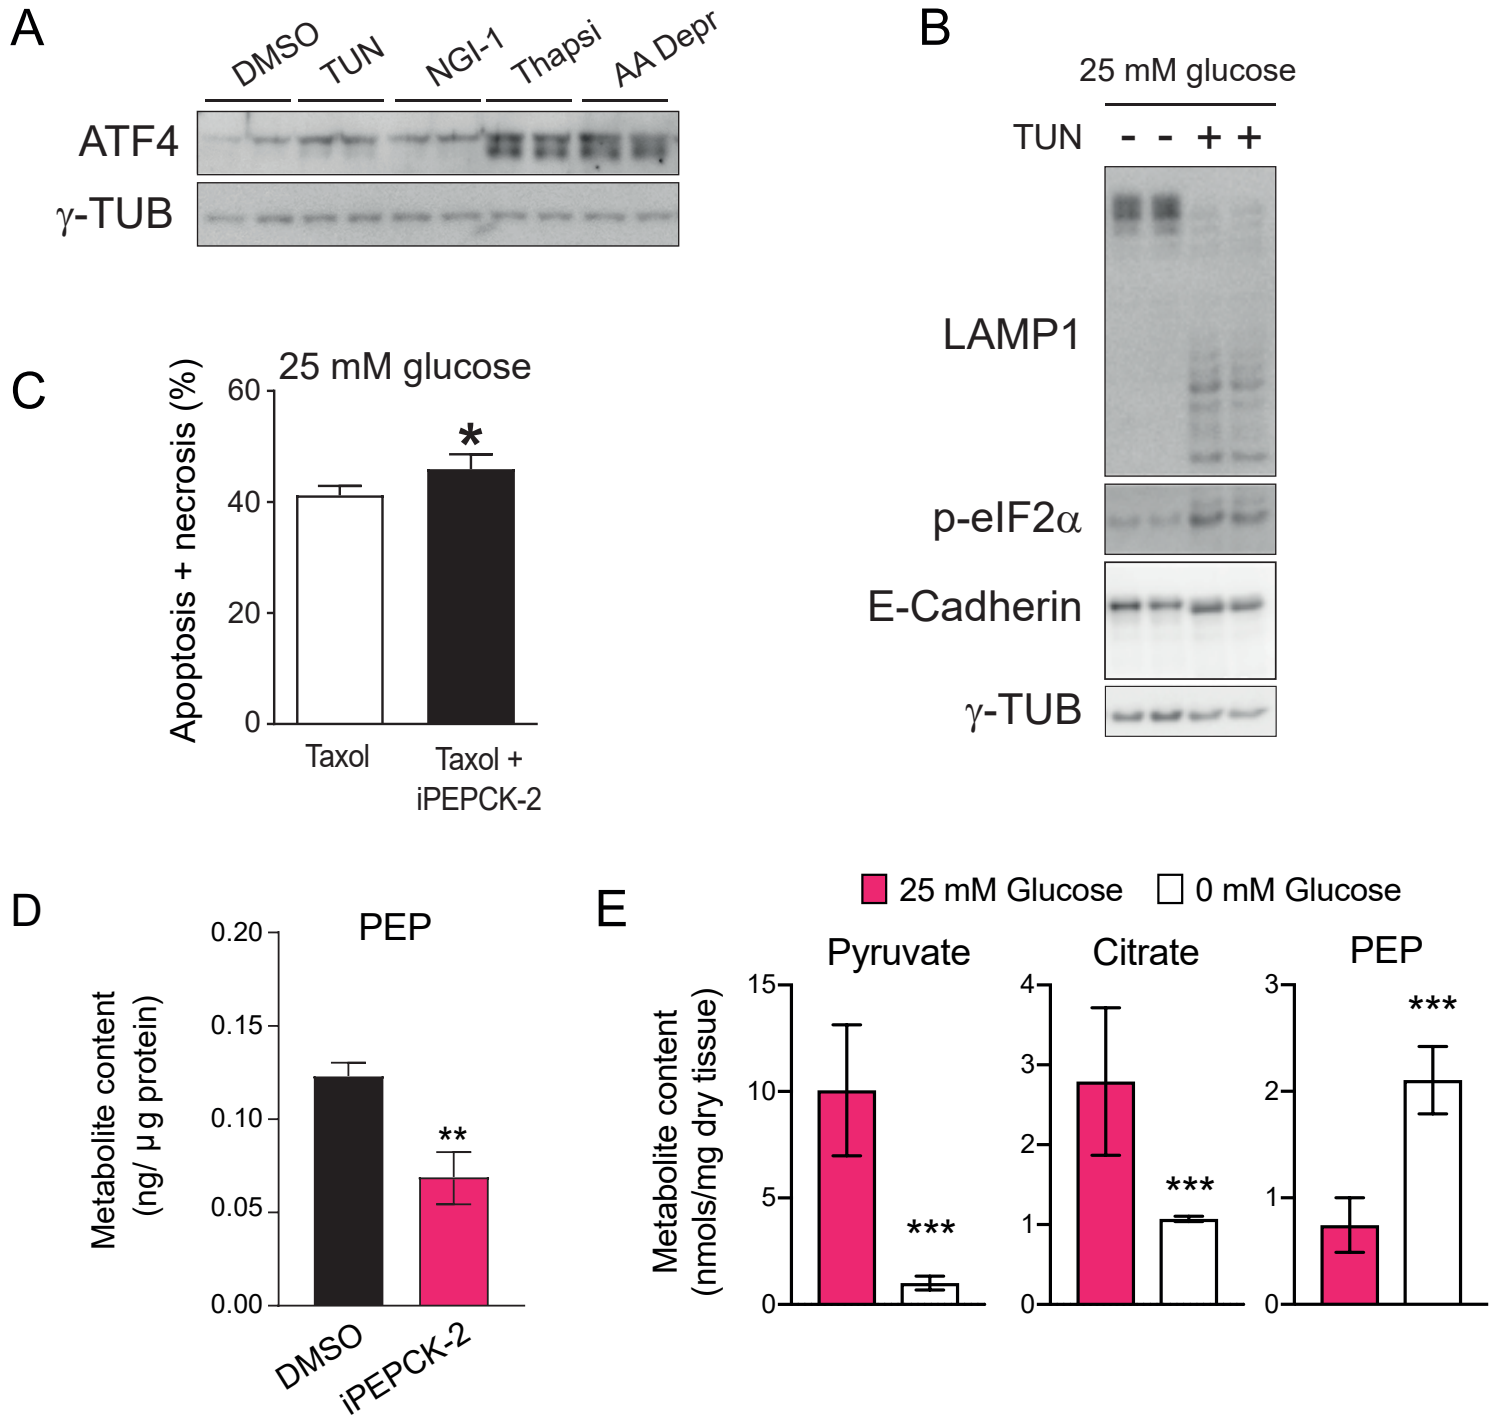 A
DMSO
TUN
NGI-1
Thapsi
AA Depr
ATF4
γ-TUB
B
25 mM glucose
TUN - - + +
LAMP1
p-eIF2α
E-Cadherin
γ-TUB
C
25 mM glucose
Apoptosis + necrosis (%)
60
40
20
0
Taxol
Taxol +
iPEPCK-2
*
D
PEP
Metabolite content
(ng/ μg protein)
0.20
0.15
0.10
0.05
0.00
**
DMSO
iPEPCK-2
E
25 mM Glucose
0 mM Glucose
Metabolite content
(nmols/mg dry tissue)
Pyruvate
15
10
5
0
***
Citrate
4
3
2
1
0
***
PEP
3
2
1
0
***